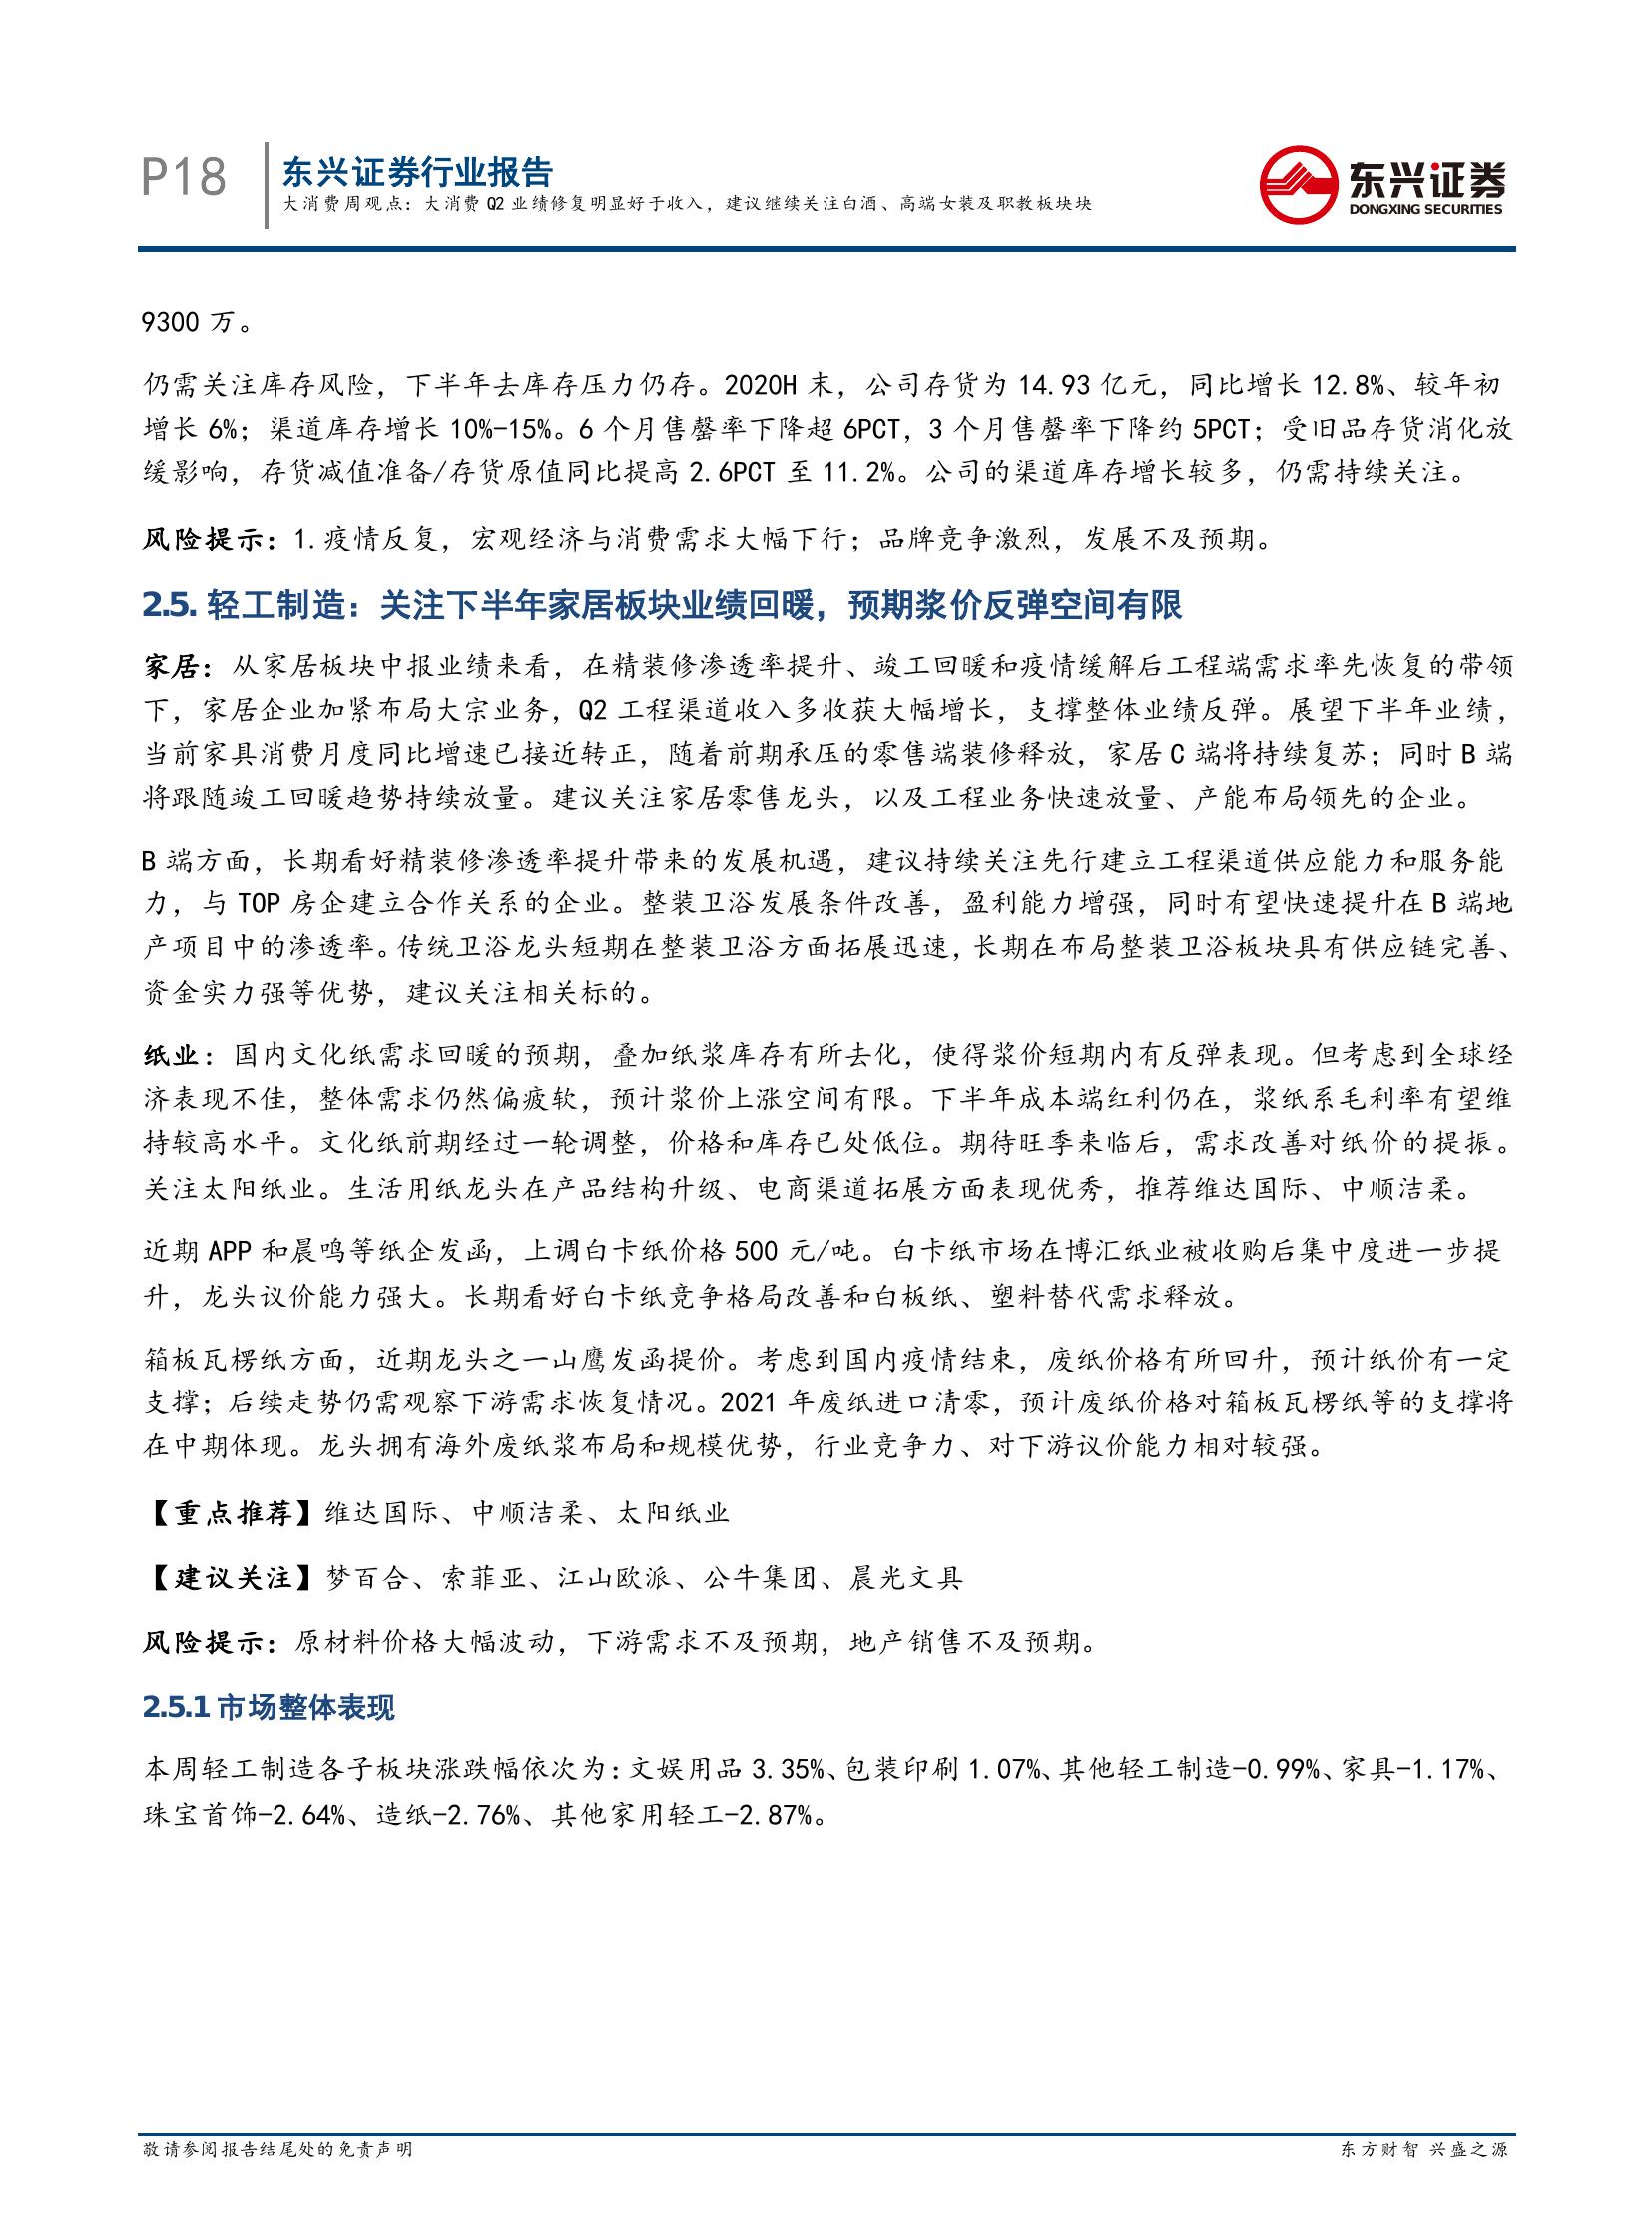 P18
东兴证券行业报告
大消费周观点：大消费 Q2 业绩修复明显好于收入，建议继续关注白酒、高端女装及职教板块块
东兴证券
DONGXING SECURITIES
9300 万。
仍需关注库存风险，下半年去库存压力仍存。2020H 末，公司存货为 14.93 亿元，同比增长 12.8%、较年初
增长 6%；渠道库存增长 10%-15%。6 个月售罄率下降超 6PCT，3 个月售罄率下降约 5PCT；受旧品存货消化放
缓影响，存货减值准备/存货原值同比提高 2.6PCT 至 11.2%。公司的渠道库存增长较多，仍需持续关注。
风险提示：1.疫情反复，宏观经济与消费需求大幅下行；品牌竞争激烈，发展不及预期。
2.5. 轻工制造：关注下半年家居板块业绩回暖，预期浆价反弹空间有限
家居：从家居板块中报业绩来看，在精装修渗透率提升、竣工回暖和疫情缓解后工程端需求率先恢复的带领
下，家居企业加紧布局大宗业务，Q2 工程渠道收入多收获大幅增长，支撑整体业绩反弹。展望下半年业绩，
当前家具消费月度同比增速已接近转正，随着前期承压的零售端装修释放，家居 C 端将持续复苏；同时 B 端
将跟随竣工回暖趋势持续放量。建议关注家居零售龙头，以及工程业务快速放量、产能布局领先的企业。
B 端方面，长期看好精装修渗透率提升带来的发展机遇，建议持续关注先行建立工程渠道供应能力和服务能
力，与 TOP 房企建立合作关系的企业。整装卫浴发展条件改善，盈利能力增强，同时有望快速提升在 B 端地
产项目中的渗透率。传统卫浴龙头短期在整装卫浴方面拓展迅速，长期在布局整装卫浴板块具有供应链完善、
资金实力强等优势，建议关注相关标的。
纸业：国内文化纸需求回暖的预期，叠加纸浆库存有所去化，使得浆价短期内有反弹表现。但考虑到全球经
济表现不佳，整体需求仍然偏疲软，预计浆价上涨空间有限。下半年成本端红利仍在，浆纸系毛利率有望维
持较高水平。文化纸前期经过一轮调整，价格和库存已处低位。期待旺季来临后，需求改善对纸价的提振。
关注太阳纸业。生活用纸龙头在产品结构升级、电商渠道拓展方面表现优秀，推荐维达国际、中顺洁柔。
近期 APP 和晨鸣等纸企发函，上调白卡纸价格 500 元/吨。白卡纸市场在博汇纸业被收购后集中度进一步提
升，龙头议价能力强大。长期看好白卡纸竞争格局改善和白板纸、塑料替代需求释放。
箱板瓦楞纸方面，近期龙头之一山鹰发函提价。考虑到国内疫情结束，废纸价格有所回升，预计纸价有一定
支撑；后续走势仍需观察下游需求恢复情况。2021 年废纸进口清零，预计废纸价格对箱板瓦楞纸等的支撑将
在中期体现。龙头拥有海外废纸浆布局和规模优势，行业竞争力、对下游议价能力相对较强。
【重点推荐】维达国际、中顺洁柔、太阳纸业
【建议关注】梦百合、索菲亚、江山欧派、公牛集团、晨光文具
风险提示：原材料价格大幅波动，下游需求不及预期，地产销售不及预期。
2.5.1 市场整体表现
本周轻工制造各子板块涨跌幅依次为：文娱用品 3.35%、包装印刷 1.07%、其他轻工制造-0.99%、家具-1.17%、
珠宝首饰-2.64%、造纸-2.76%、其他家用轻工-2.87%。
敬请参阅报告结尾处的免责声明
东方财智 兴盛之源